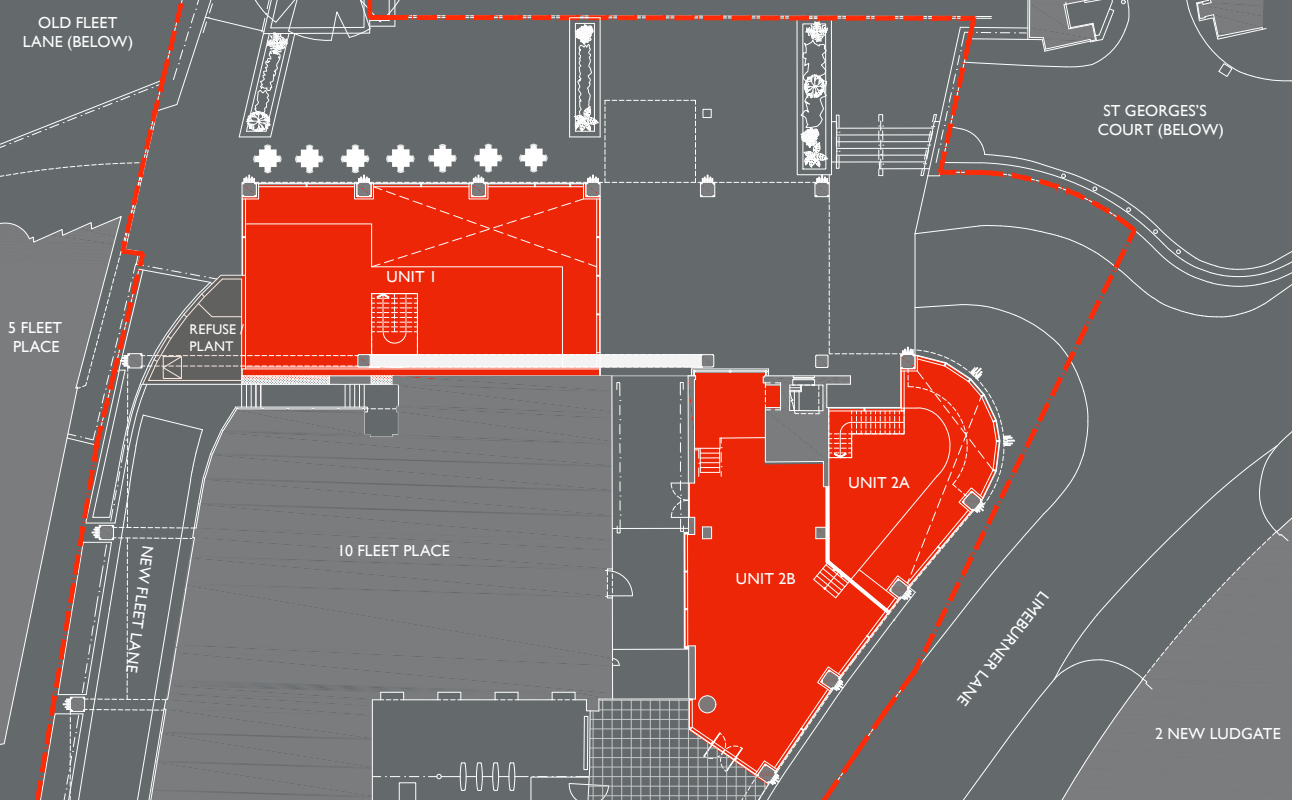 OLD FLEET
LANE (BELOW)
ST GEORGES'S
COURT (BELOW)
UNIT 1
5 FLEET
PLACE
REFUSE /
PLANT
UNIT 2A
10 FLEET PLACE
UNIT 2B
NEW FLEET LANE
LIMEBURNER LANE
2 NEW LUDGATE